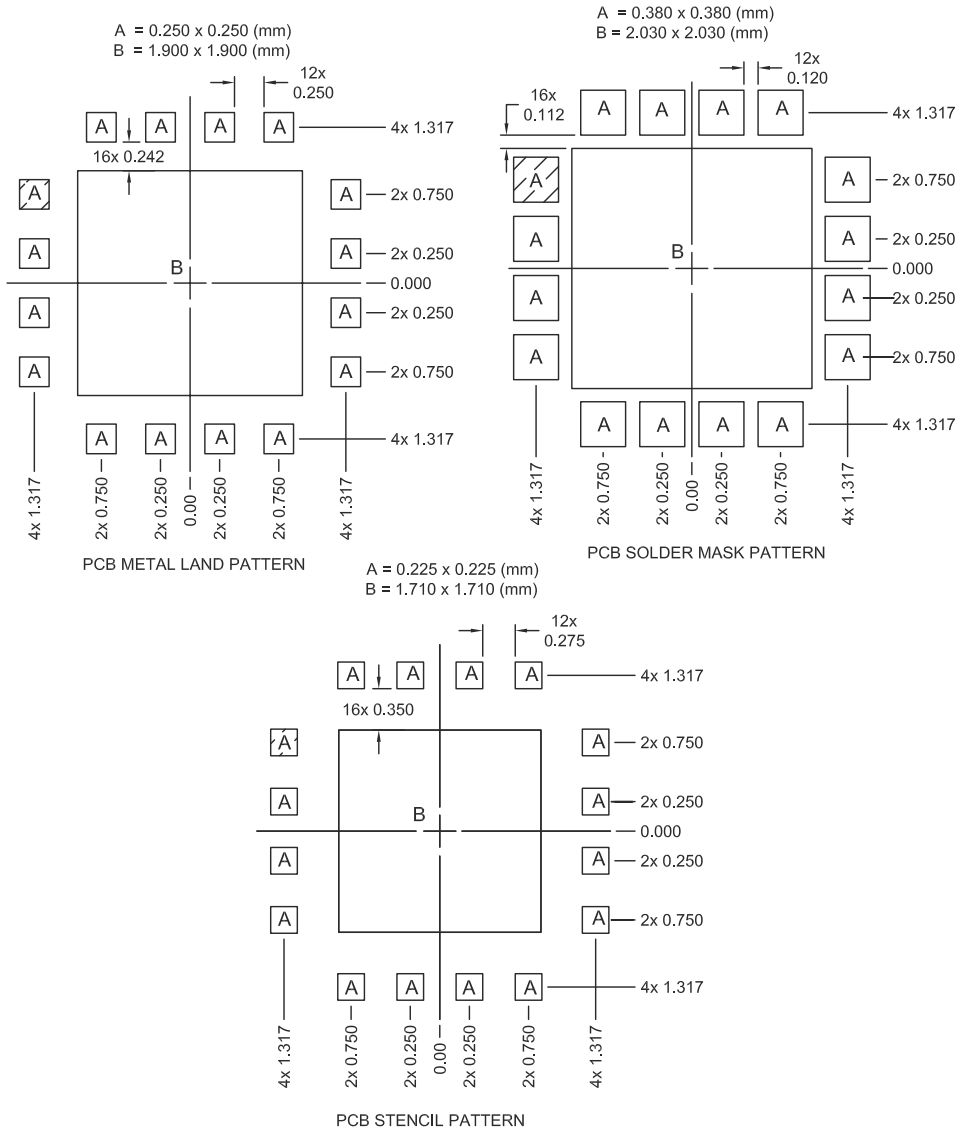 A = 0.250 x 0.250 (mm)
B = 1.900 x 1.900 (mm)
12x
0.250
A A A A
4x 1.317
16x 0.242
A A 2x 0.750
A A 2x 0.250
B
0.000
A A 2x 0.250
A A 2x 0.750
A A A A
4x 1.317
4x 1.317
2x 0.750
2x 0.250
0.00
2x 0.250
2x 0.750
4x 1.317
PCB METAL LAND PATTERN
A = 0.380 x 0.380 (mm)
B = 2.030 x 2.030 (mm)
12x
0.120
16x
0.112
A A A A
4x 1.317
A A 2x 0.750
A A 2x 0.250
B
0.000
A A 2x 0.250
A A 2x 0.750
A A A A
4x 1.317
4x 1.317
2x 0.750
2x 0.250
0.00
2x 0.250
2x 0.750
4x 1.317
PCB SOLDER MASK PATTERN
A = 0.225 x 0.225 (mm)
B = 1.710 x 1.710 (mm)
12x
0.275
A A A A
4x 1.317
16x 0.350
A A 2x 0.750
A A 2x 0.250
B
0.000
A A 2x 0.250
A A 2x 0.750
A A A A
4x 1.317
4x 1.317
2x 0.750
2x 0.250
0.00
2x 0.250
2x 0.750
4x 1.317
PCB STENCIL PATTERN